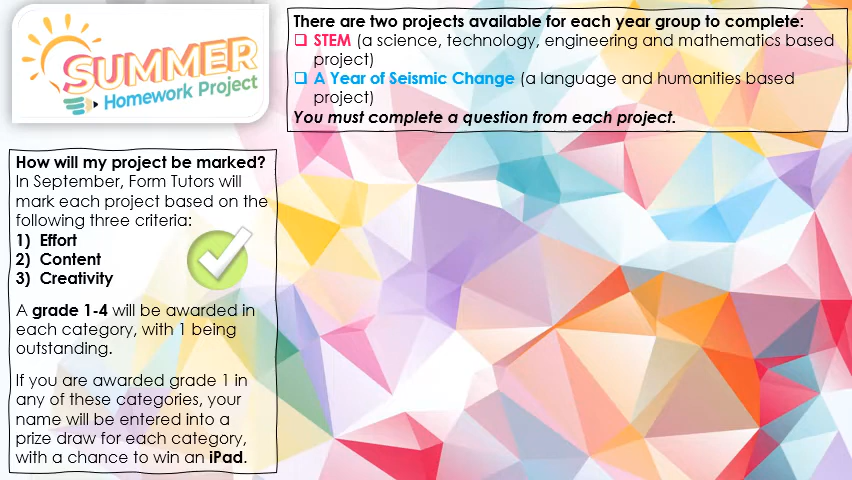 SUMMER
Homework Project
There are two projects available for each year group to complete:
❑ STEM (a science, technology, engineering and mathematics based
project)
❑ A Year of Seismic Change (a language and humanities based
project)
You must complete a question from each project.
How will my project be marked?
In September, Form Tutors will
mark each project based on the
following three criteria:
1) Effort
2) Content
3) Creativity
A grade 1-4 will be awarded in
each category, with 1 being
outstanding.
If you are awarded grade 1 in
any of these categories, your
name will be entered into a
prize draw for each category,
with a chance to win an iPad.